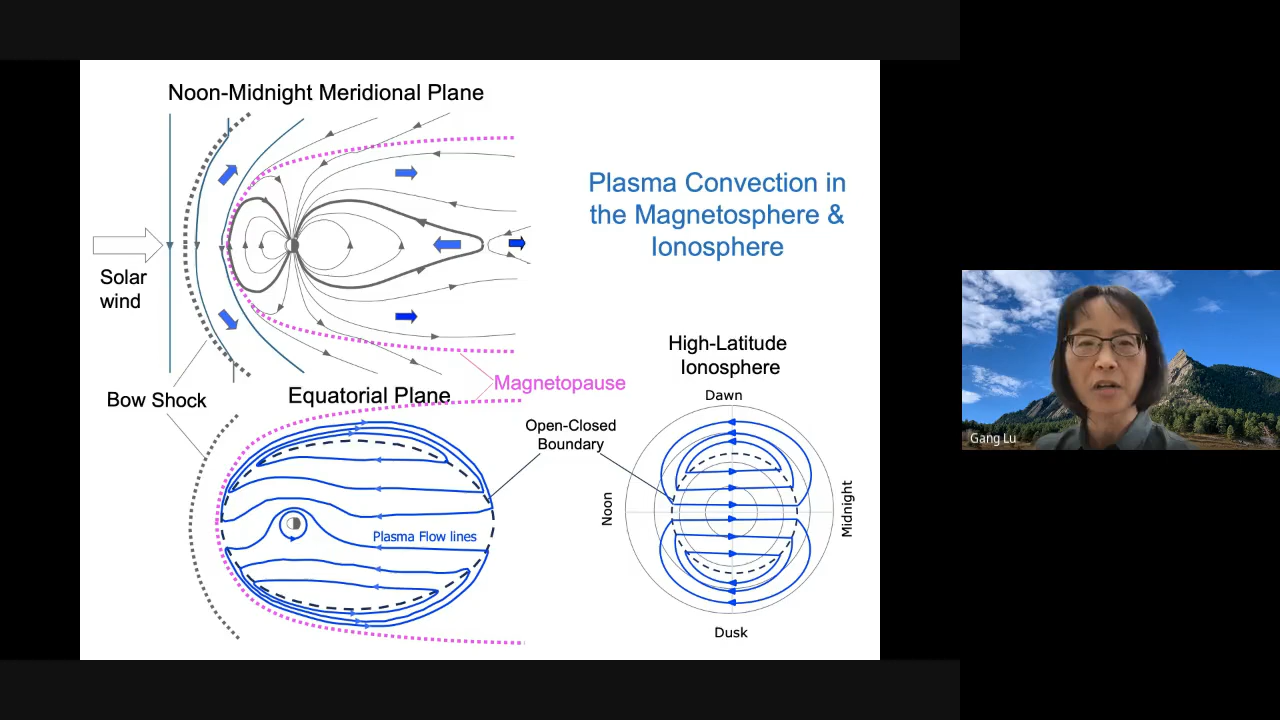 Noon-Midnight Meridional Plane
Plasma Convection in
the Magnetosphere &
Ionosphere
Solar
wind
Bow Shock
Magnetopause
Equatorial Plane
Open-Closed
Boundary
Plasma Flow lines
High-Latitude
Ionosphere
Dawn
Noon
Midnight
Dusk
Gang Lu